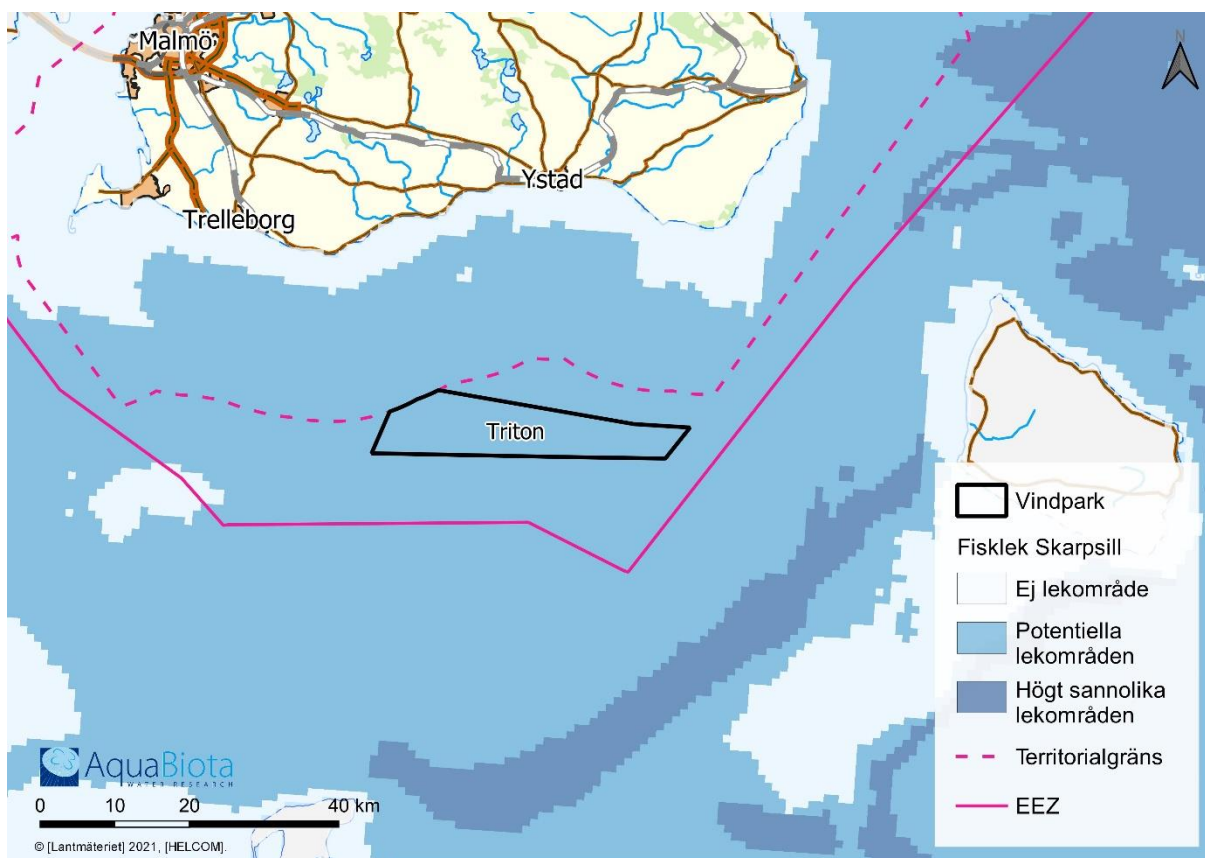 Malmö
N
Ystad
Trelleborg
Triton
Vindpark
Fisklek Skarpsill
Ej lekområde
Potentiella
lekområden
Högt sannolika
lekområden
Territorialgräns
EEZ
AquaBiota
WATER RESEARCH
0 10 20 40 km
© [Lantmäteriet] 2021, [HELCOM].